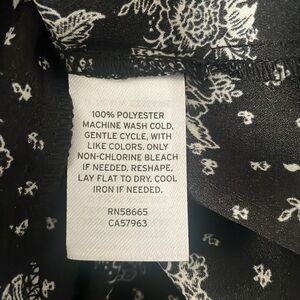 100% POLYESTER
MACHINE WASH COLD,
GENTLE CYCLE, WITH
LIKE COLORS. ONLY
NON-CHLORINE BLEACH
IF NEEDED. RESHAPE,
LAY FLAT TO DRY. COOL
IRON IF NEEDED.
RN58665
CA57963